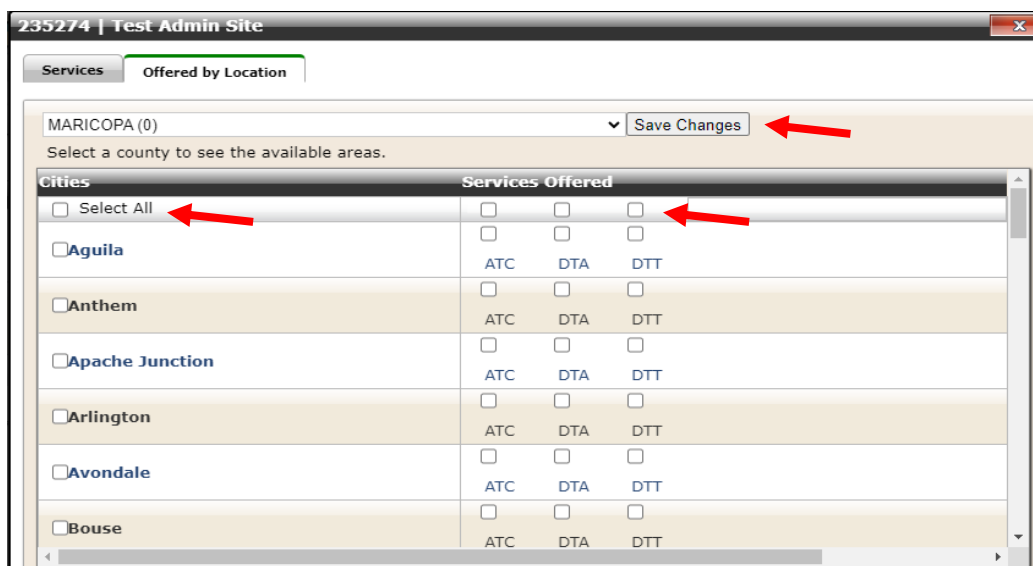 235274 | Test Admin Site
x
Services Offered by Location
MARICOPA (0) Save Changes
Select a county to see the available areas.
Cities Services Offered
Select All
Aguila
ATC DTA DTT
Anthem
ATC DTA DTT
Apache Junction
ATC DTA DTT
Arlington
ATC DTA DTT
Avondale
ATC DTA DTT
Bouse
ATC DTA DTT